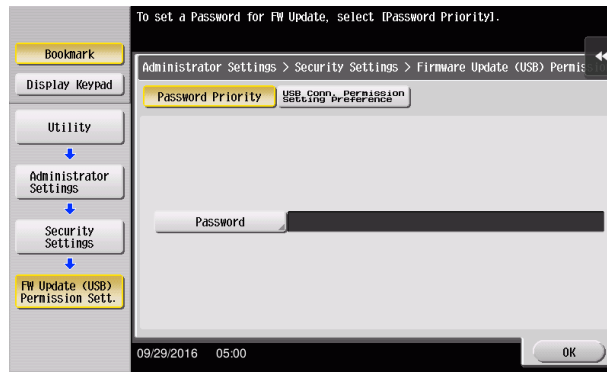 To set a Password for FW Update, select [Password Priority].
Bookmark
Display Keypad
Utility
Administrator
Settings
Security
Settings
FW Update (USB)
Permission Sett.
Administrator Settings > Security Settings > Firmware Update (USB) Permis
Password Priority
USB Conn. Permission
Setting Preference
Password
09/29/2016 05:00
OK